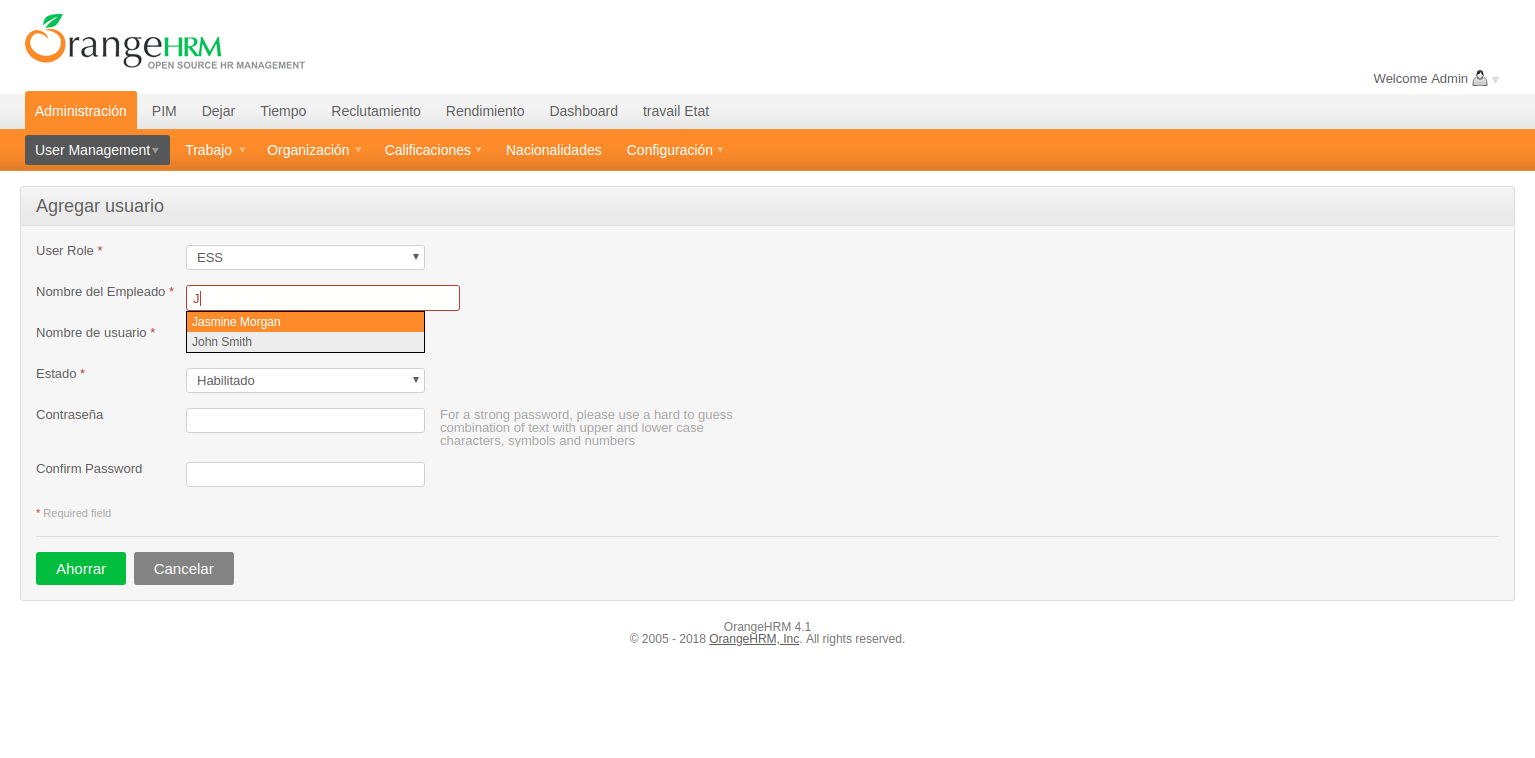 OrangeHRM
OPEN SOURCE HR MANAGEMENT
Welcome Admin
Administración PIM Dejar Tiempo Reclutamiento Rendimiento Dashboard travail Etat
User Management Trabajo Organización Calificaciones Nacionalidades Configuración
Agregar usuario
User Role * ESS
Nombre del Empleado * J
Jasmine Morgan
Nombre de usuario *
John Smith
Estado * Habilitado
Contraseña
For a strong password, please use a hard to guess
combination of text with upper and lower case
characters, symbols and numbers
Confirm Password
* Required field
Ahorrar Cancelar
OrangeHRM 4.1
© 2005 - 2018 OrangeHRM, Inc. All rights reserved.